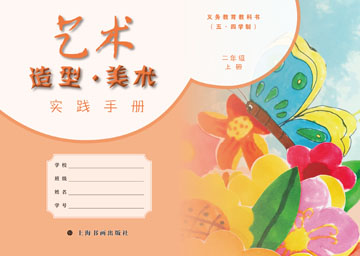 艺术
造型·美术
实践手册
义务教育教科书
（五·四学制）
二年级
上册
学校
班级
姓名
学号
上海书画出版社